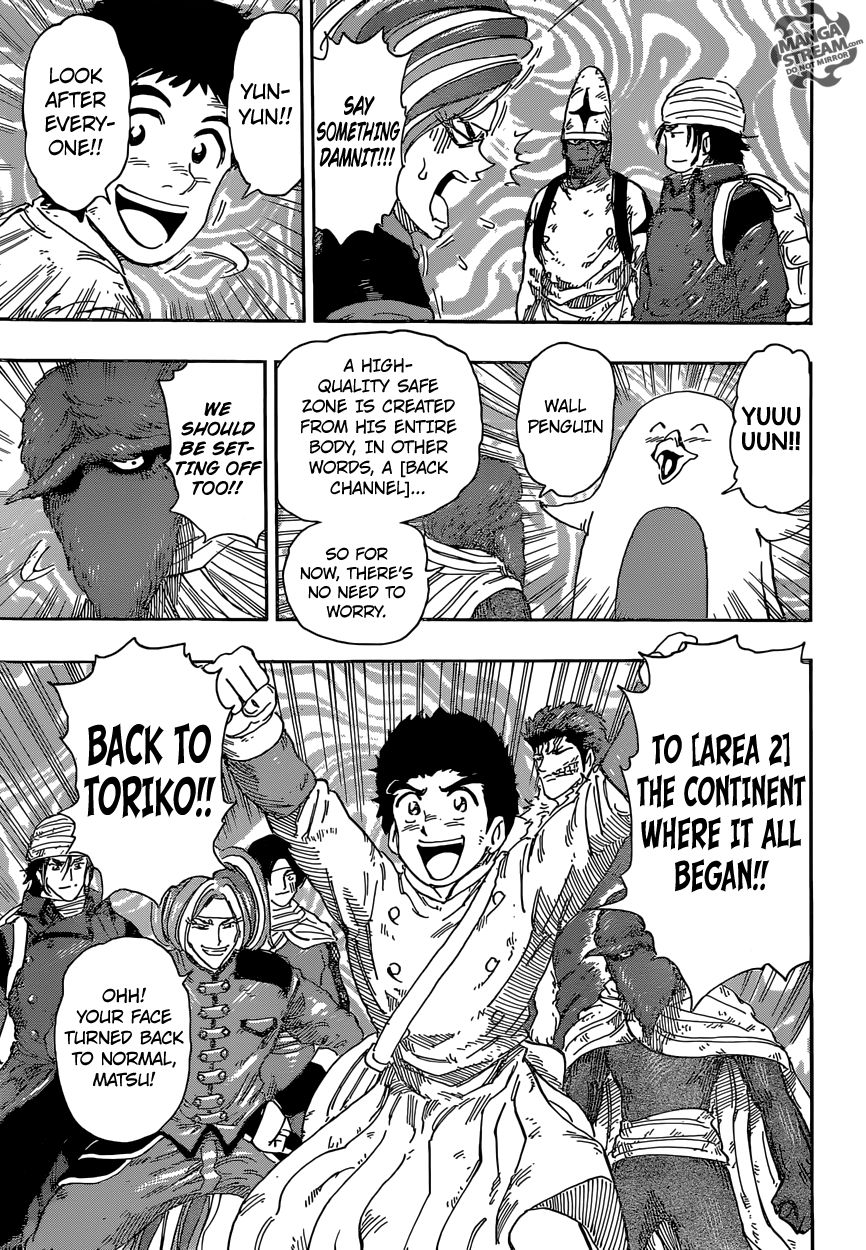 MANGA
STREAM.com
DO NOT MIRROR!
SAY
SOMETHING
DAMNIT!!!
YUN-
YUN!!
LOOK
AFTER
EVERY-
ONE!!
YUUU
UUN!!
WALL
PENGUIN
A HIGH-
QUALITY SAFE
ZONE IS CREATED
FROM HIS ENTIRE
BODY, IN OTHER
WORDS, A [BACK
CHANNEL]...
SO FOR
NOW, THERE'S
NO NEED TO
WORRY.
WE
SHOULD
BE SET-
TING OFF
TOO!!
TO [AREA 2]
THE CONTINENT
WHERE IT ALL
BEGAN!!
BACK TO
TORIKO!!
OHH!
YOUR FACE
TURNED BACK
TO NORMAL,
MATSU!